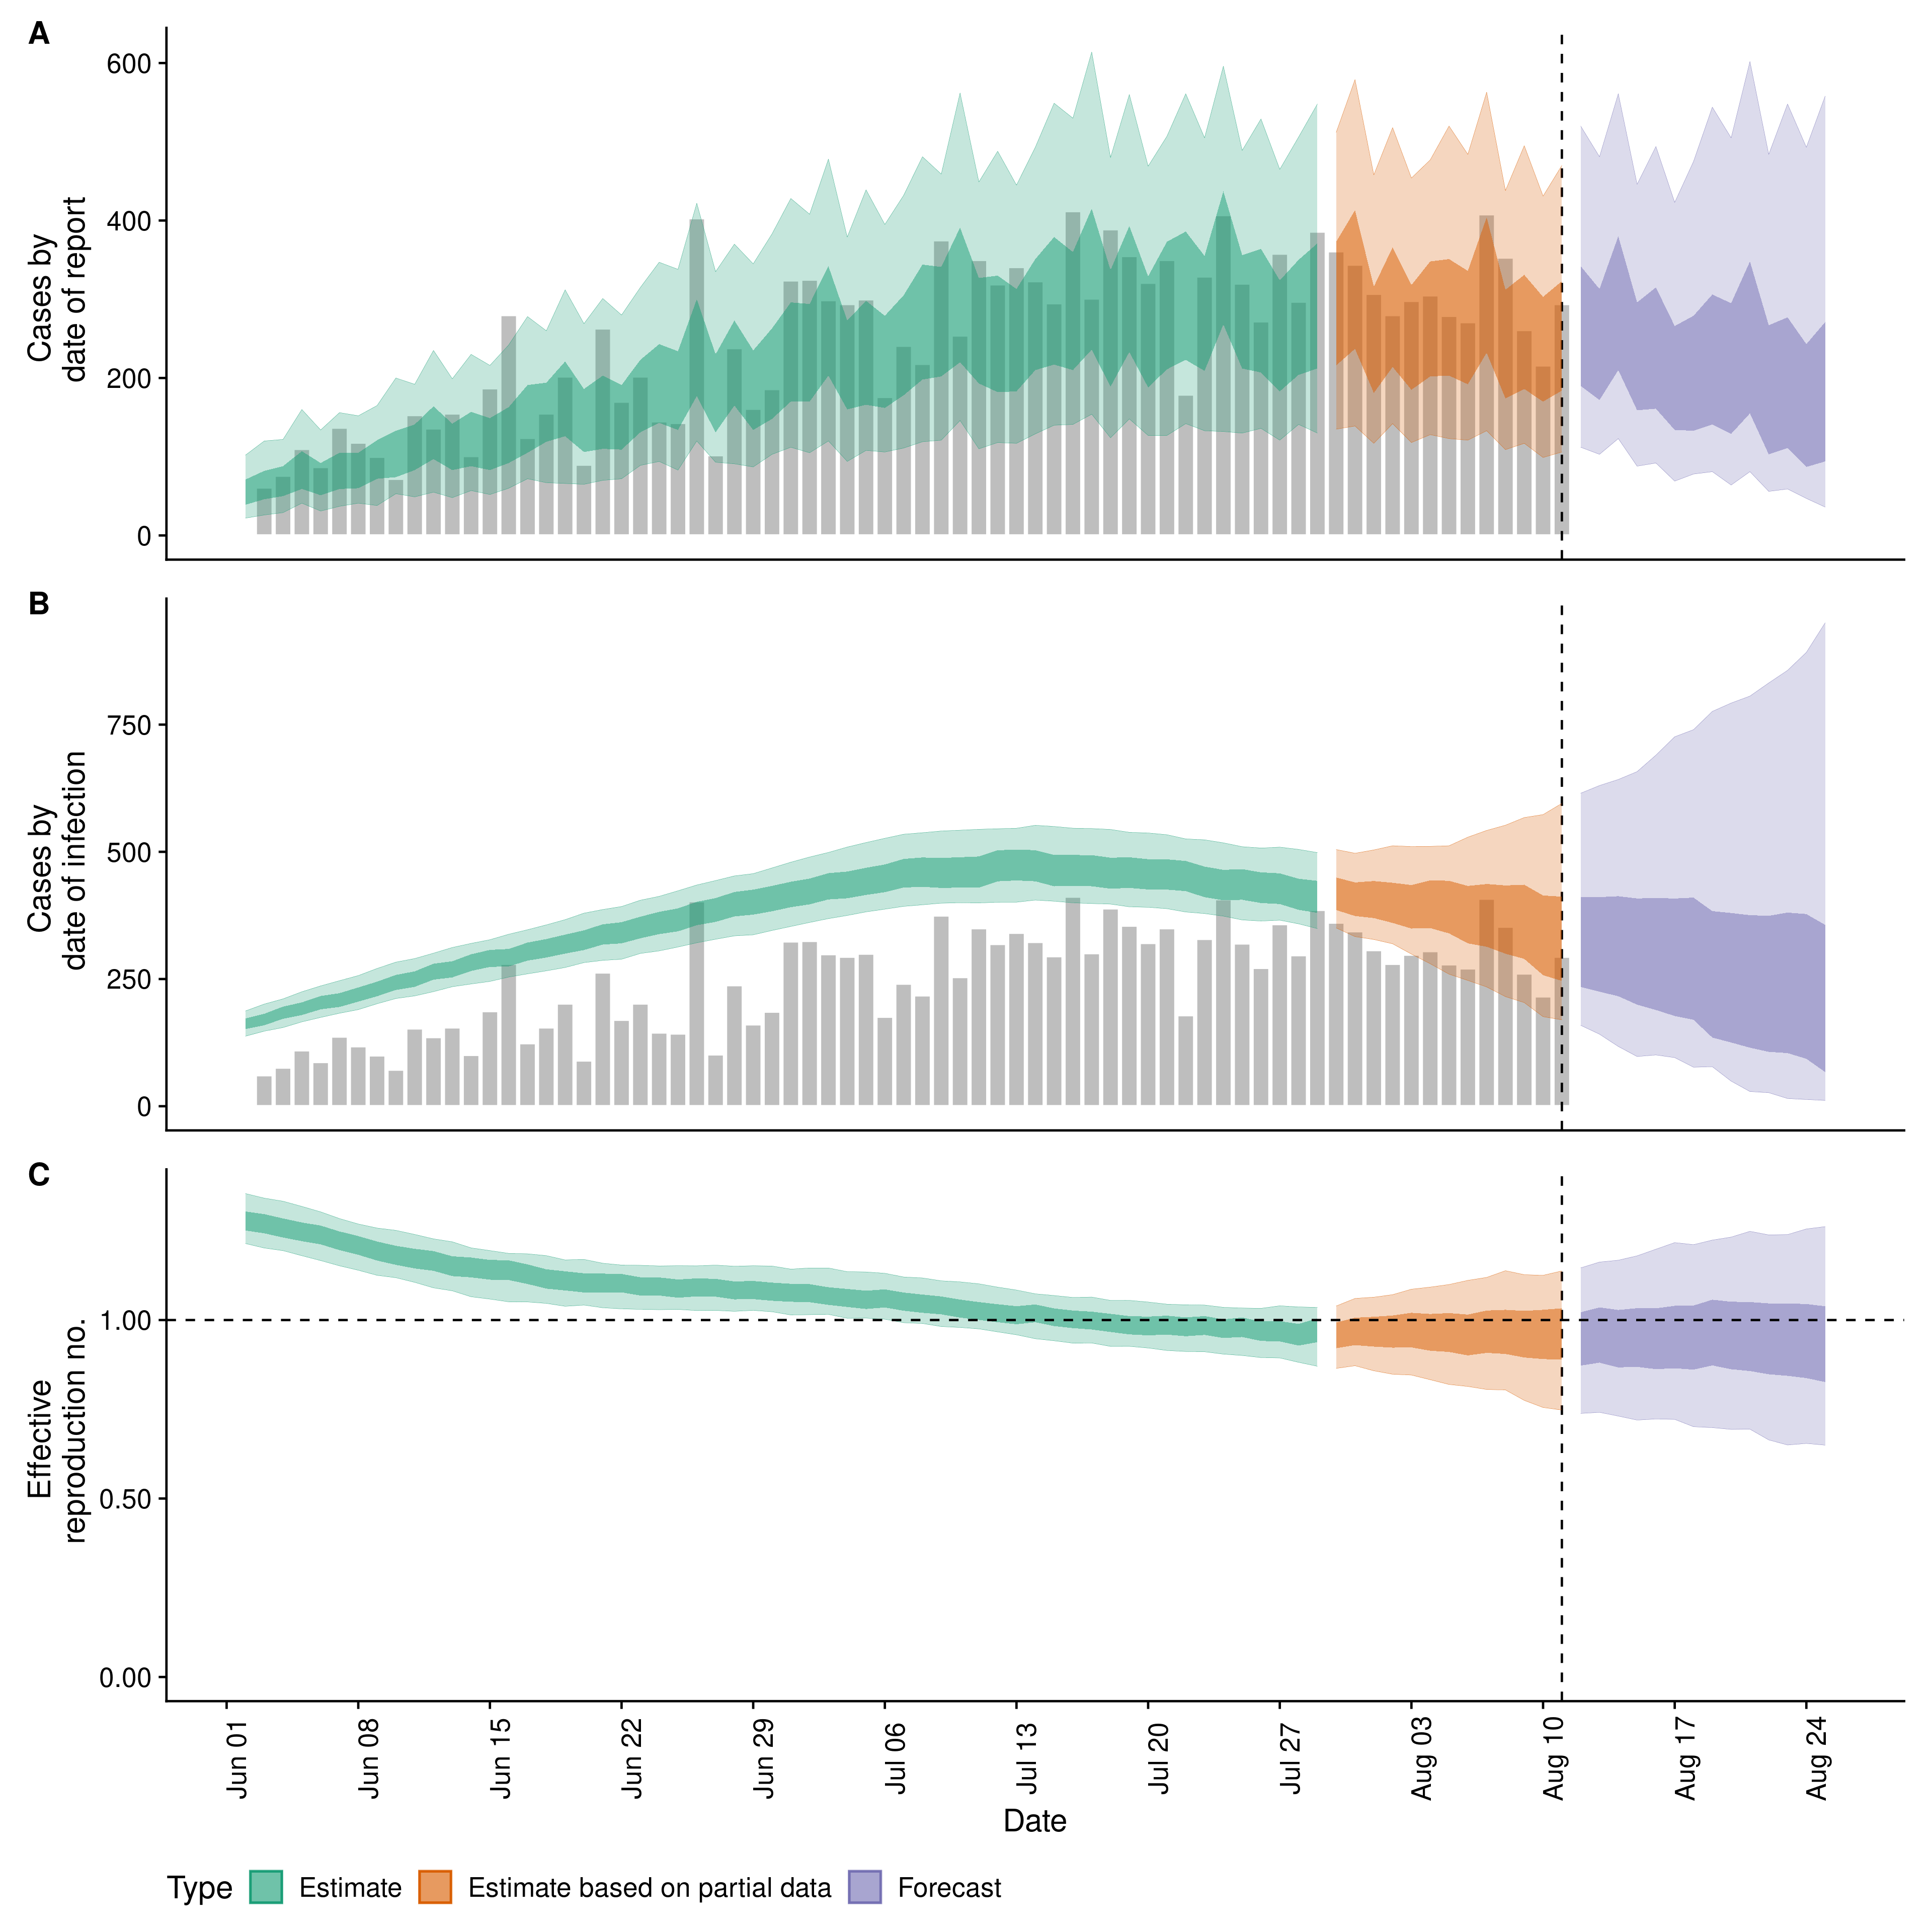 A
Cases by
date of report
600
400
200
0
B
Cases by
date of infection
750
500
250
0
C
Effective
reproduction no.
1.00
0.50
0.00
Jun 01
Jun 08
Jun 15
Jun 22
Jun 29
Jul 06
Jul 13
Jul 20
Jul 27
Aug 03
Aug 10
Aug 17
Aug 24
Date
Type Estimate Estimate based on partial data Forecast